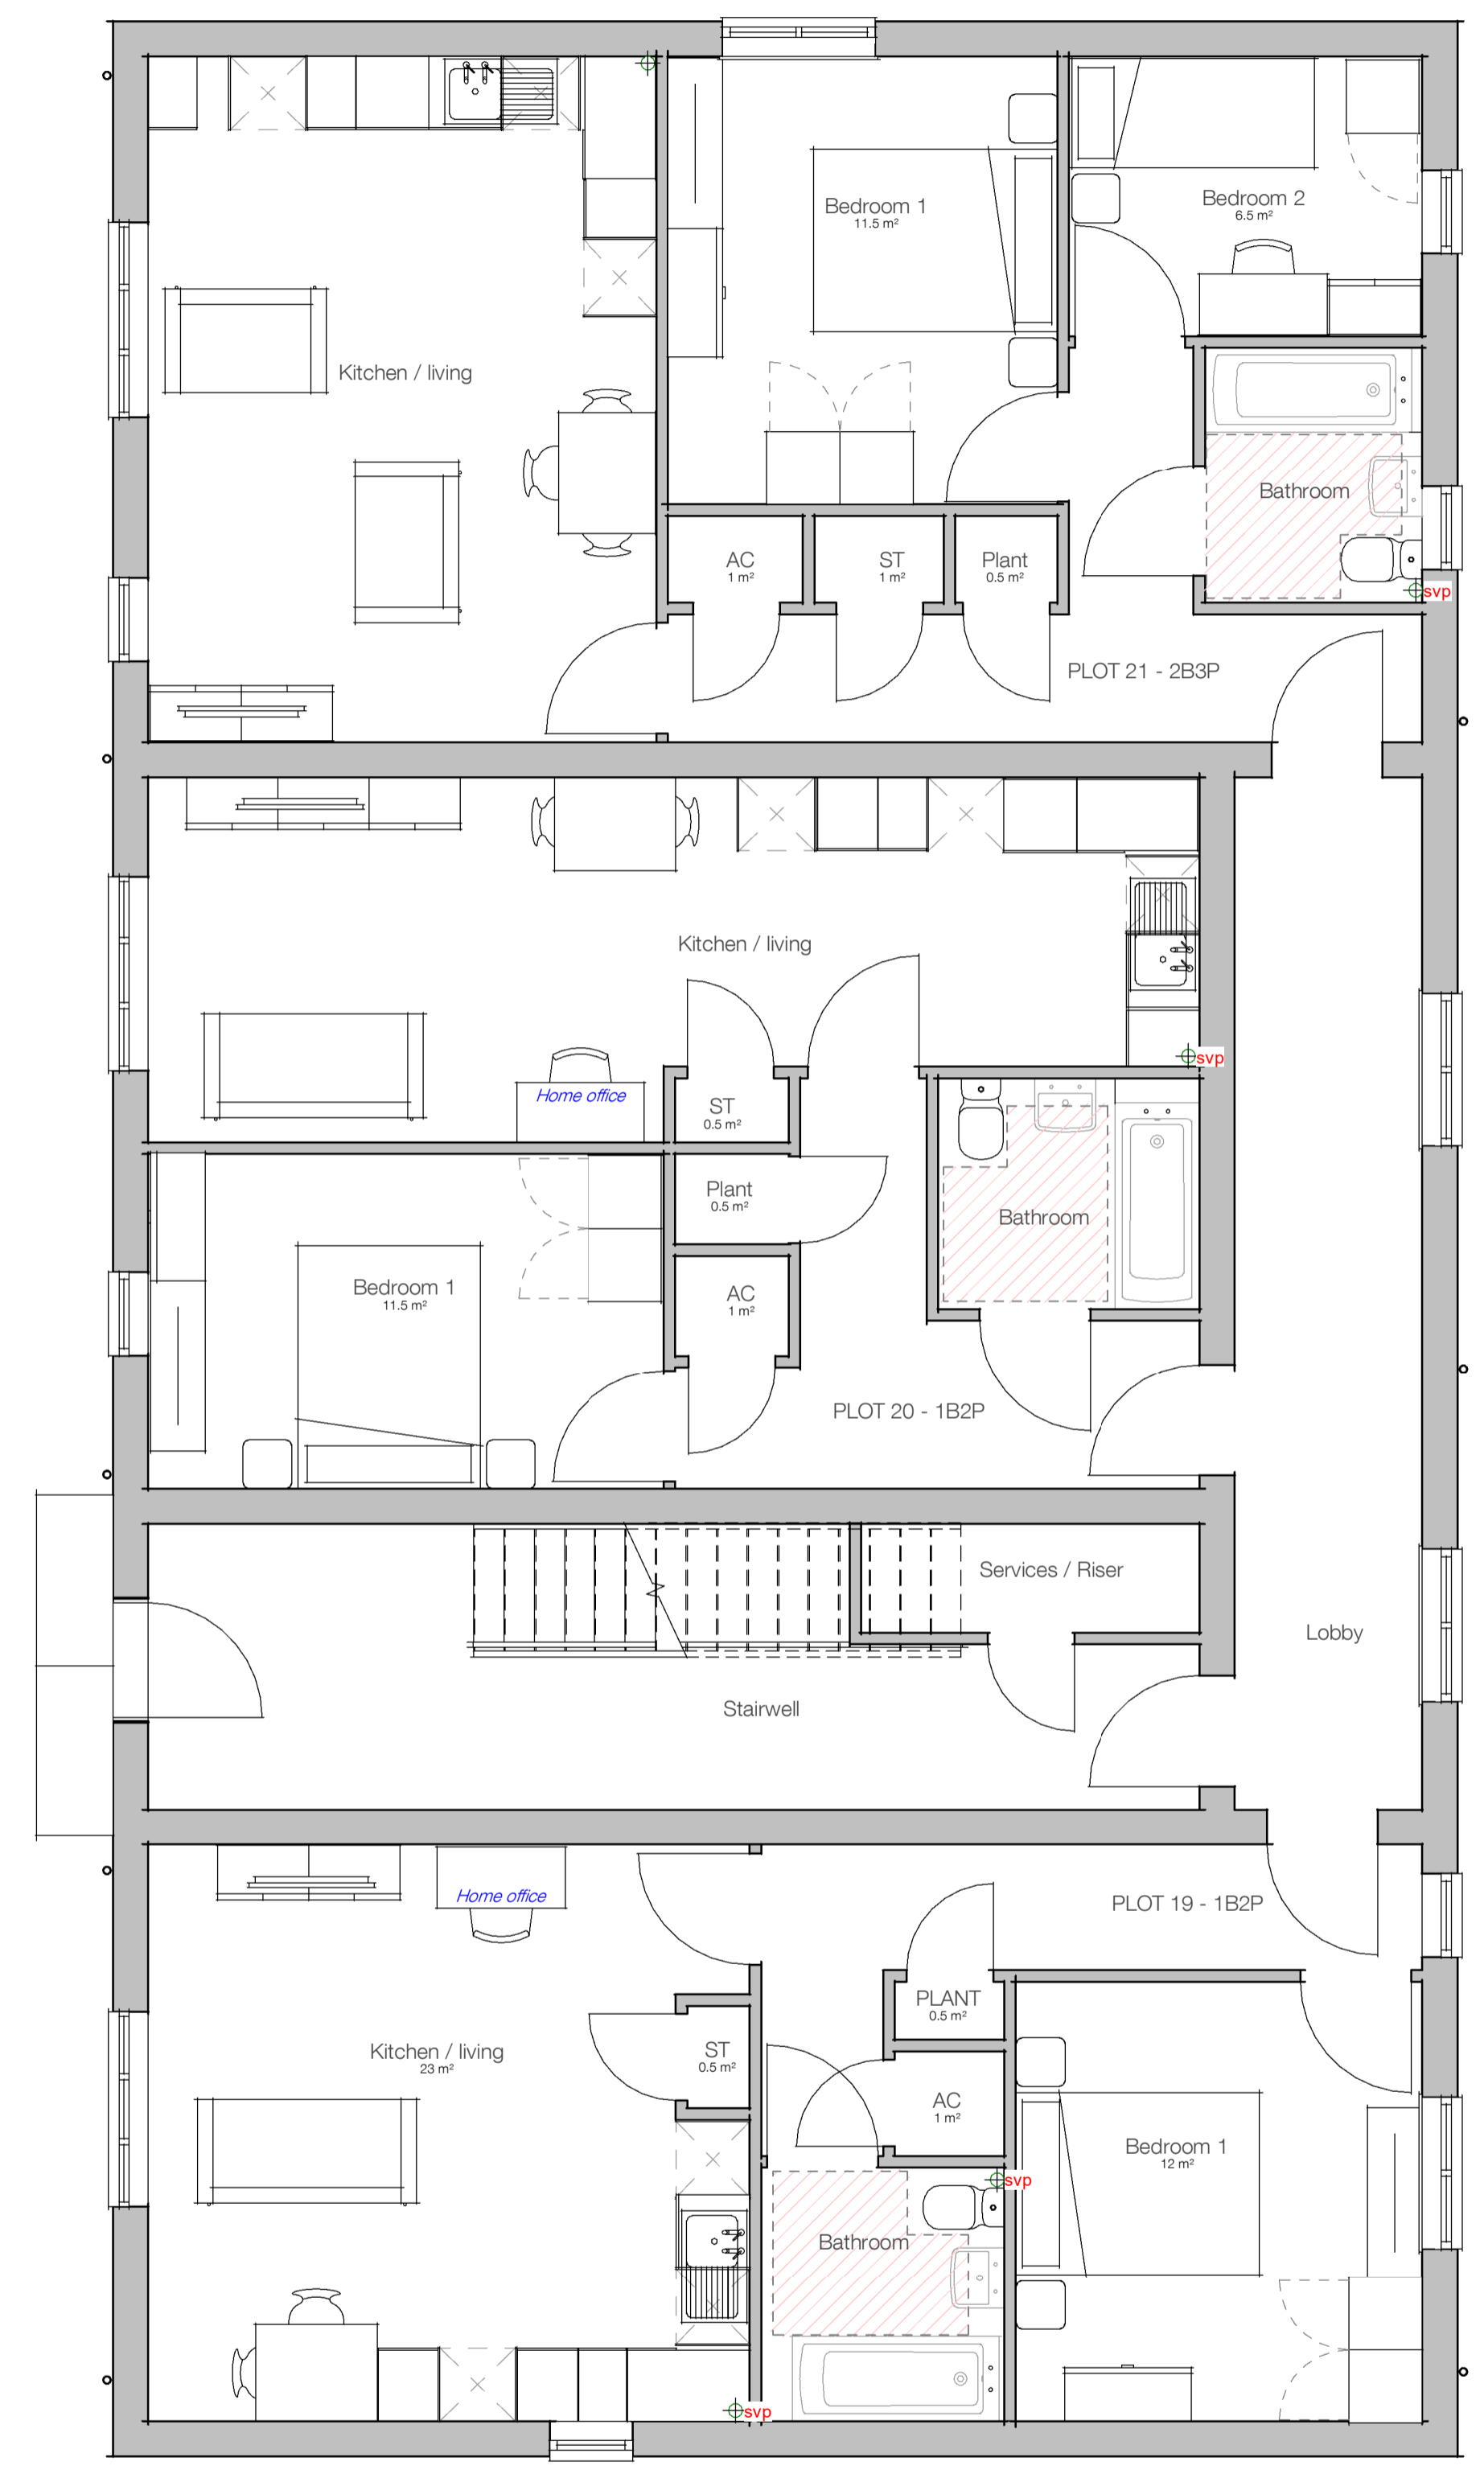 Bedroom 1
11.5 m²
Bedroom 2
6.5 m²
Kitchen / living
Bathroom
AC
1 m²
ST
1 m²
Plant
0.5 m²
svp
PLOT 21 - 2B3P
Kitchen / living
svp
Home office
ST
0.5 m²
Plant
0.5 m²
Bathroom
Bedroom 1
11.5 m²
AC
1 m²
PLOT 20 - 1B2P
Services / Riser
Lobby
Stairwell
Home office
PLOT 19 - 1B2P
PLANT
0.5 m²
Kitchen / living
23 m²
ST
0.5 m²
AC
1 m²
Bedroom 1
12 m²
svp
Bathroom
svp